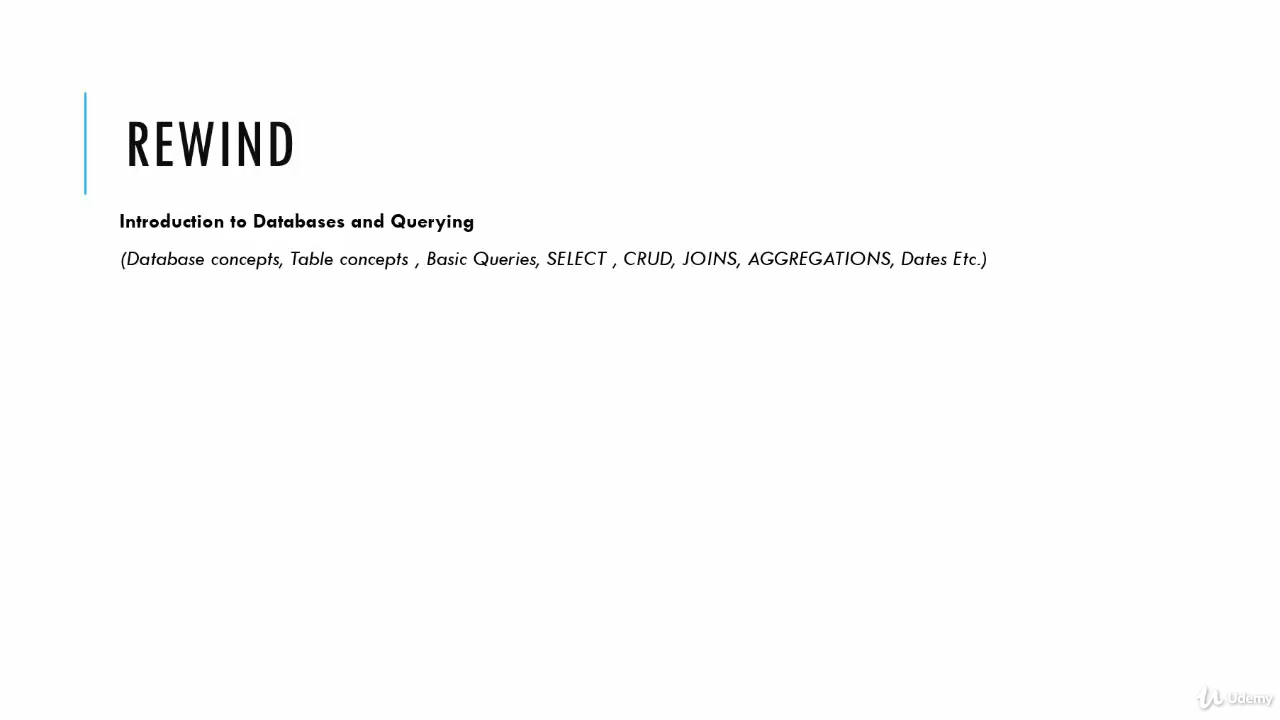 REWIND
Introduction to Databases and Querying
(Database concepts, Table concepts , Basic Queries, SELECT , CRUD, JOINS, AGGREGATIONS, Dates Etc.)
Udemy